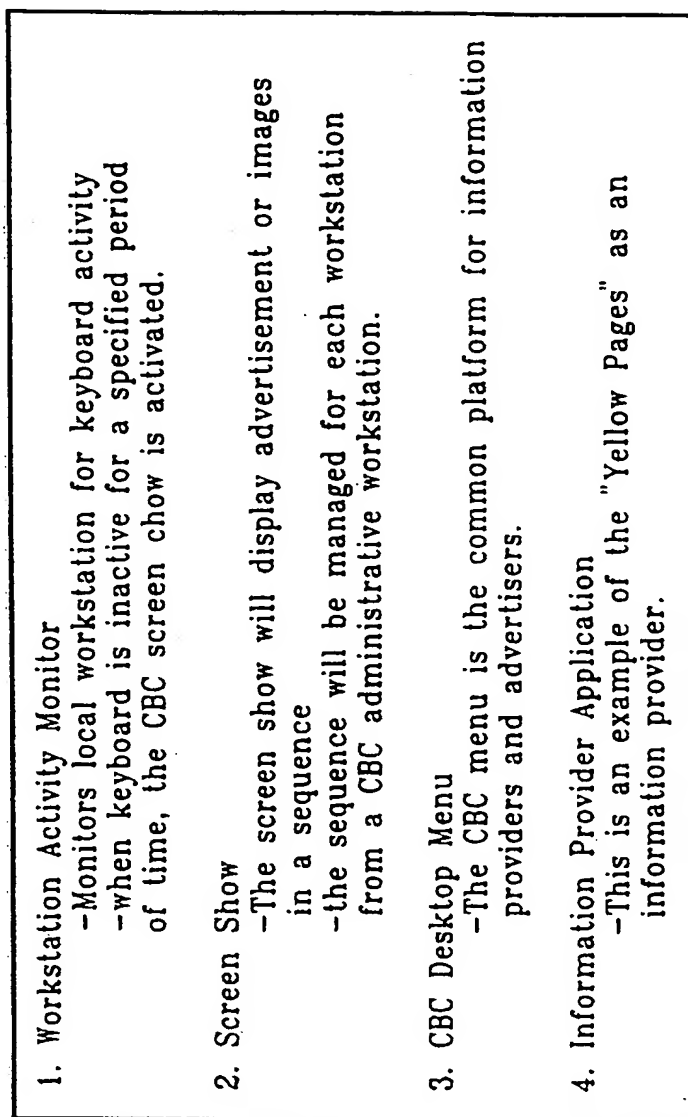 1. Workstation Activity Monitor
-Monitors local workstation for keyboard activity
-when keyboard is inactive for a specified period
of time, the CBC screen chow is activated.
2. Screen Show
-The screen show will display advertisement or images
in a sequence
-the sequence will be managed for each workstation
from a CBC administrative workstation.
3. CBC Desktop Menu
-The CBC menu is the common platform for information
providers and advertisers.
4. Information Provider Application
-This is an example of the "Yellow Pages" as an
information provider.